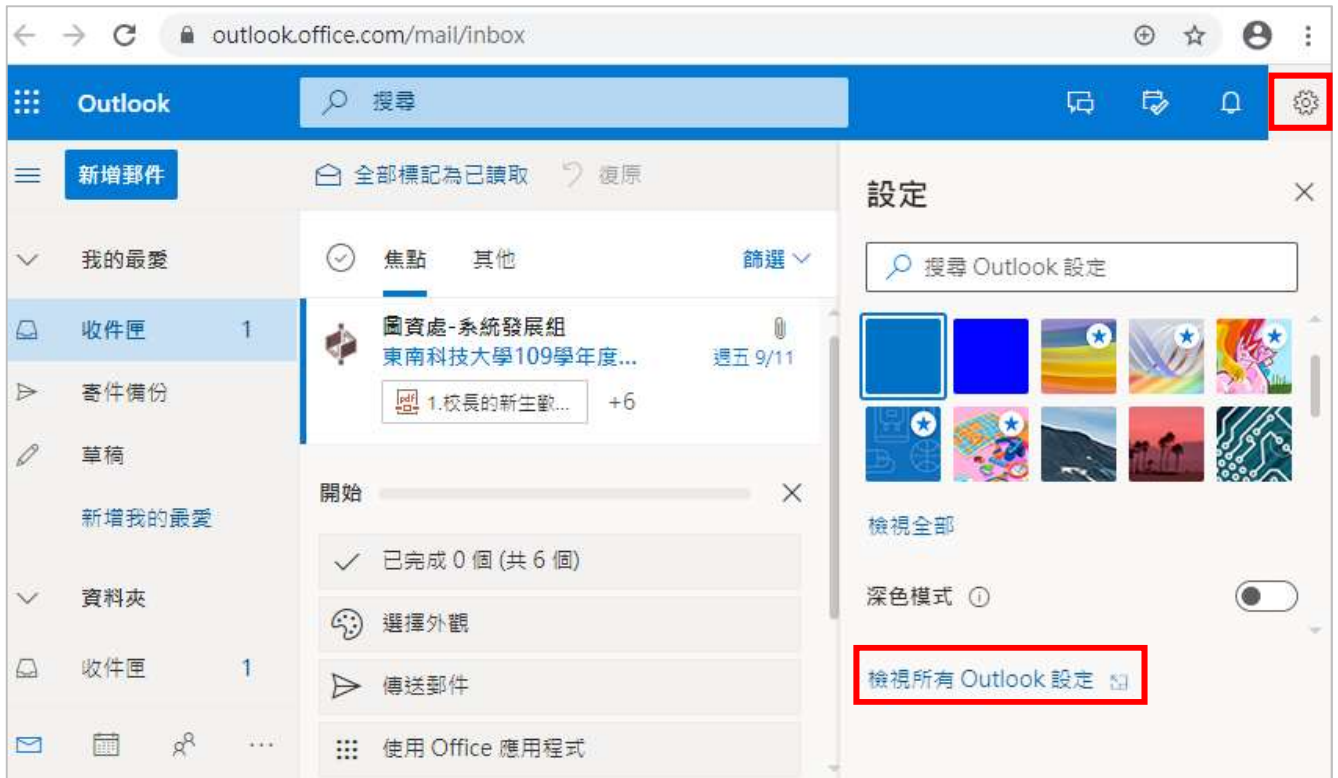 outlook.office.com/mail/inbox
Outlook
搜尋
新增郵件
全部標記為已讀取
復原
我的最愛
收件匣 1
寄件備份
草稿
新增我的最愛
資料夾
收件匣 1
焦點
其他
篩選
圖資處-系統發展組
東南科技大學109學年度...
週五 9/11
pdf
1.校長的新生歡...
+6
開始
已完成 0 個 (共 6 個)
選擇外觀
傳送郵件
使用 Office 應用程式
設定
搜尋 Outlook 設定
檢視全部
深色模式
檢視所有 Outlook 設定